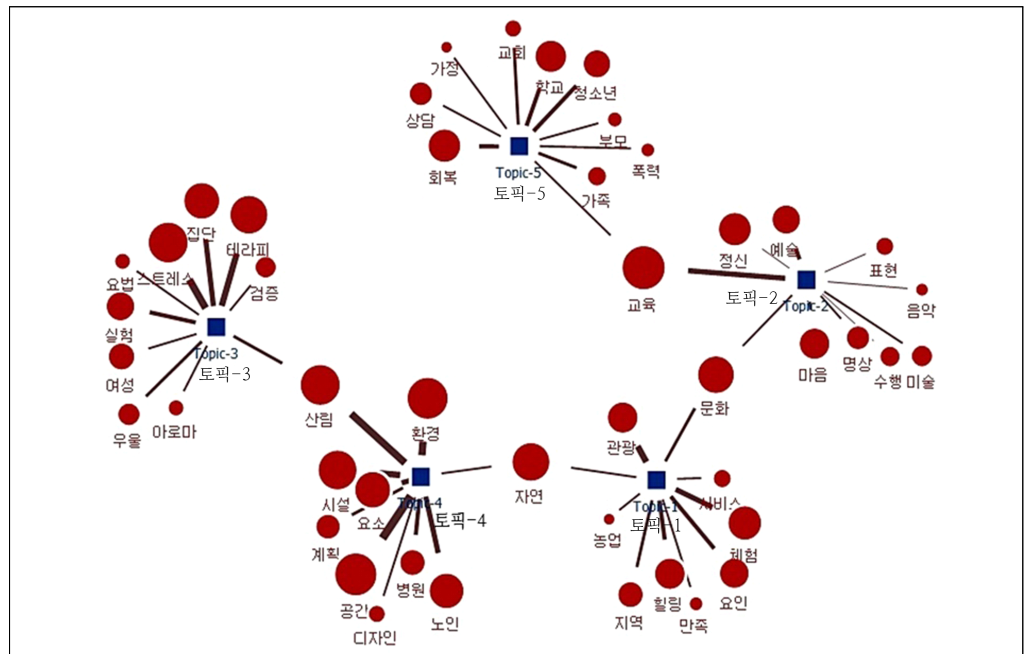 교회
가정
학교
청소년
상담
부모
폭력
회복
Topic-5
토픽-5
가족
집단
테라피
스트레스
요법
검증
실험
Topic-3
토픽-3
여성
우울
아로마
정신
예술
표현
교육
토픽-2
Topic-2
음악
마음
명상
수행
미술
산림
환경
문화
관광
자연
시설
요소
Topic-4
토픽-4
계획
공간
병원
노인
디자인
서비스
Topic-1
토픽-1
농업
체험
지역
힐링
만족
요인